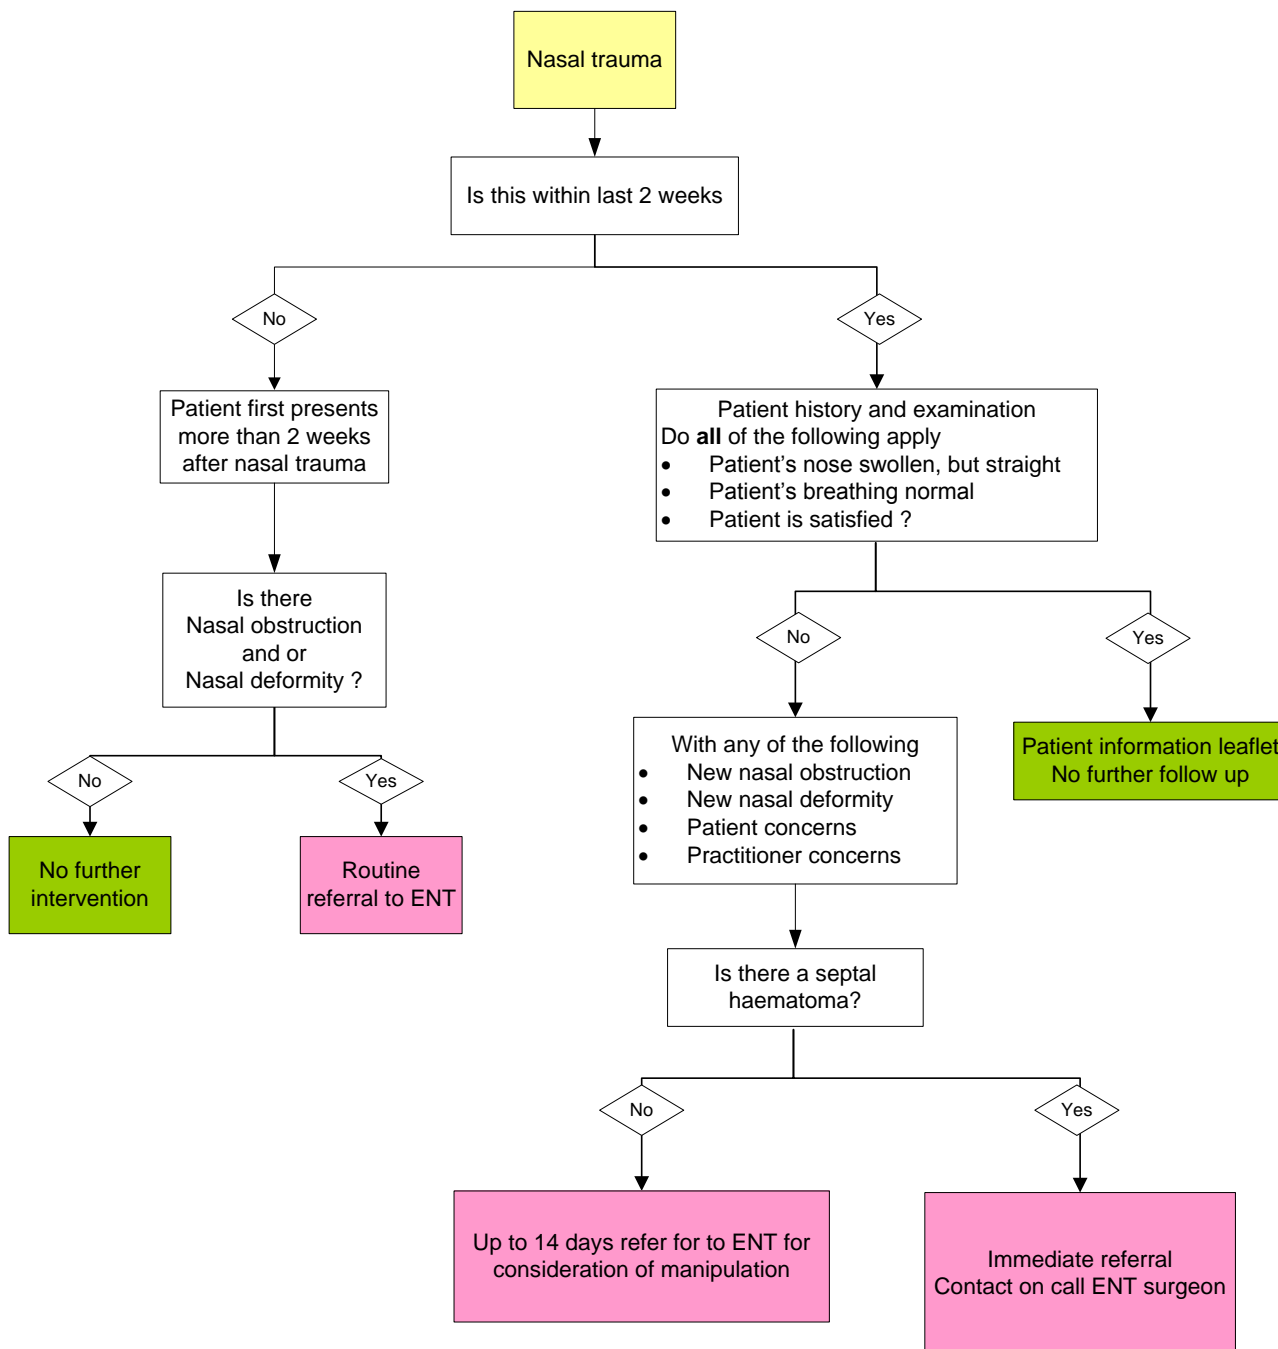 Nasal trauma
Is this within last 2 weeks
No
Yes
Patient first presents
more than 2 weeks
after nasal trauma
Patient history and examination
Do all of the following apply
• Patient's nose swollen, but straight
• Patient's breathing normal
• Patient is satisfied ?
Is there
Nasal obstruction
and or
Nasal deformity ?
No
Yes
No
Yes
No further
intervention
Routine
referral to ENT
With any of the following
• New nasal obstruction
• New nasal deformity
• Patient concerns
• Practitioner concerns
Patient information leaflet
No further follow up
Is there a septal
haematoma?
No
Yes
Up to 14 days refer for to ENT for
consideration of manipulation
Immediate referral
Contact on call ENT surgeon